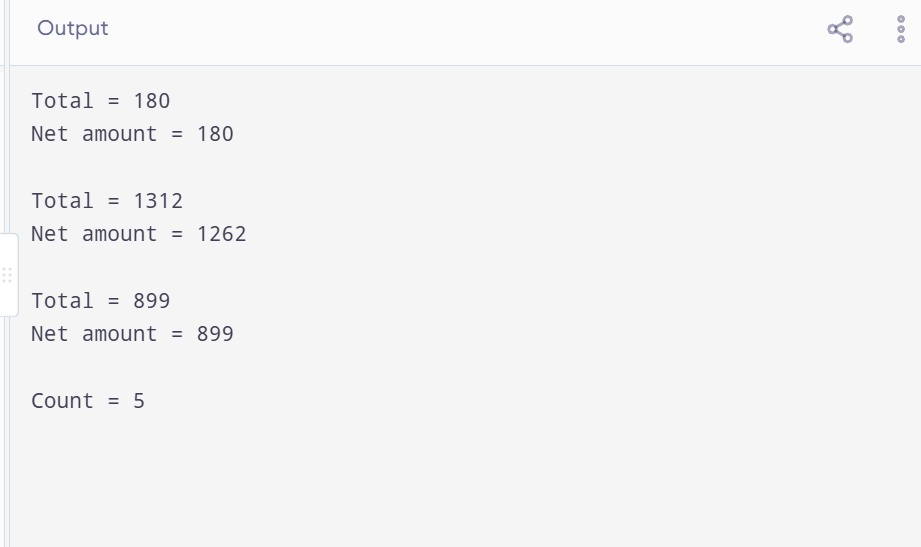 Output
Total = 180
Net amount = 180
Total = 1312
Net amount = 1262
Total = 899
Net amount = 899
Count = 5